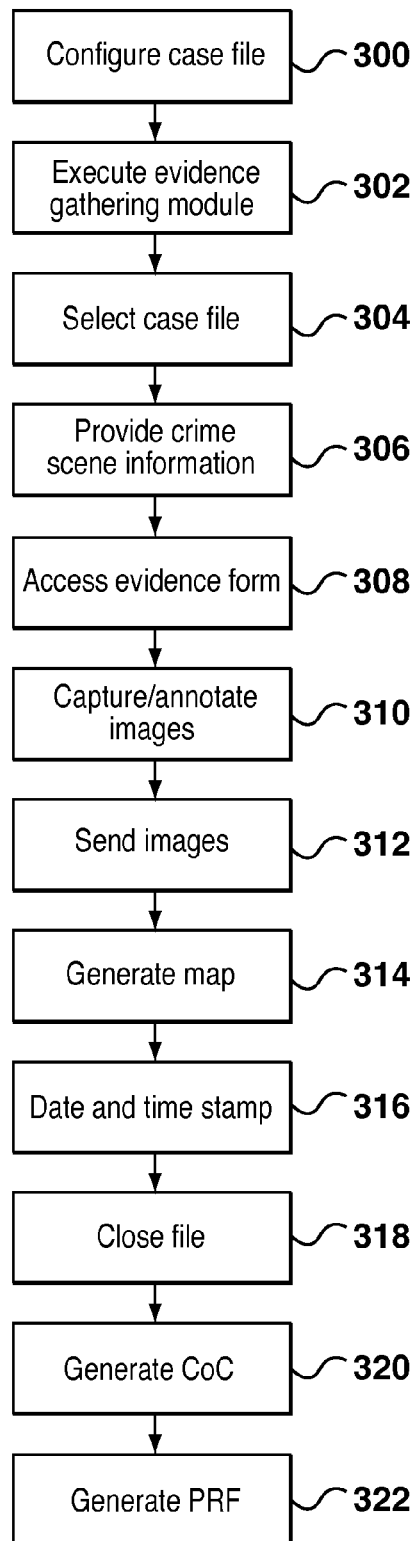 Configure case file
300
Execute evidence
gathering module
302
Select case file
304
Provide crime
scene information
306
Access evidence form
308
Capture/annotate
images
310
Send images
312
Generate map
314
Date and time stamp
316
Close file
318
Generate CoC
320
Generate PRF
322